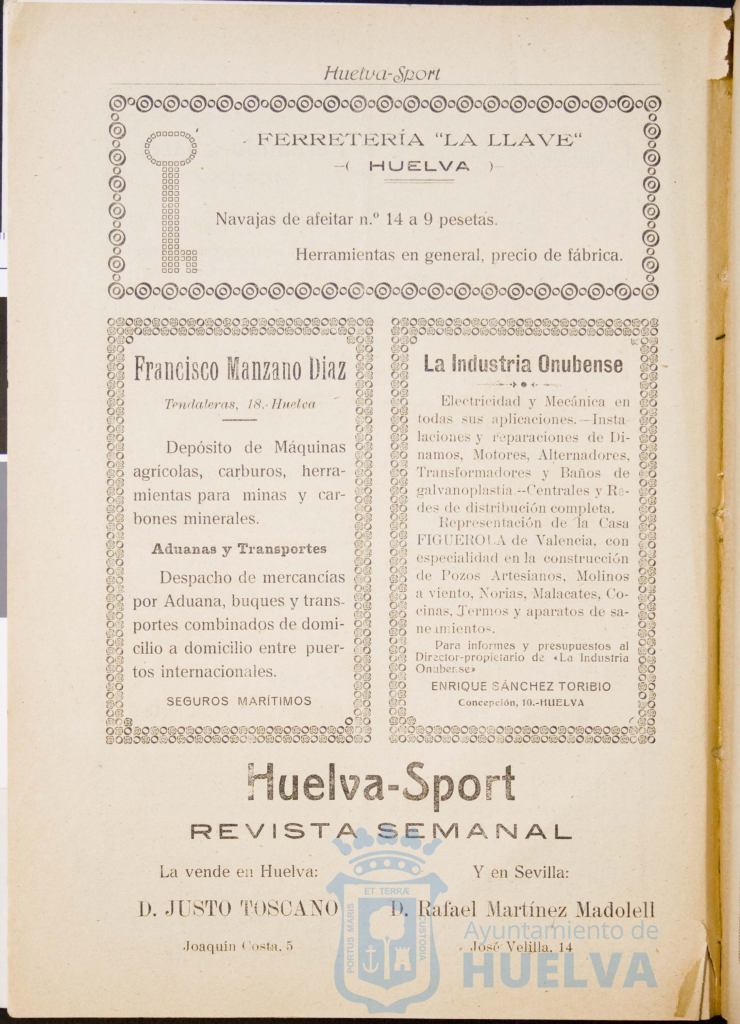 Huelva-Sport
FERRETERÍA "LA LLAVE"
-( HUELVA )-
Navajas de afeitar n.º 14 a 9 pesetas.
Herramientas en general, precio de fábrica.
Francisco Manzano Diaz
Tendaleras, 18.-Huelva
Depósito de Máquinas
agrícolas, carburos, herra-
mientas para minas y car-
bones minerales.
Aduanas y Transportes
Despacho de mercancías
por Aduana, buques y trans-
portes combinados de domi-
cilio a domicilio entre puer-
tos internacionales.
SEGUROS MARÍTIMOS
La Industria Onubense
Electricidad y Mecánica en
todas sus aplicaciones.—Insta-
laciones y reparaciones de Di-
namos, Motores, Alternadores,
Transformadores y Baños de
galvanoplastia.—Centrales y Re-
des de distribución completa.
Representación de la Casa
FIGUEROLA de Valencia, con
especialidad en la construcción
de Pozos Artesianos, Molinos
a viento, Norias, Malacates, Co-
cinas, Termos y aparatos de sa-
neamientos.
Para informes y presupuestos al
Director-propietario de «La Industria
Onubense»
ENRIQUE SÁNCHEZ TORIBIO
Concepción, 10.-HUELVA
Huelva-Sport
REVISTA SEMANAL
La vende en Huelva:
D. JUSTO TOSCANO
Joaquín Costa, 5
Y en Sevilla:
D. Rafael Martínez Madolell
José Velilla, 14
PORTUS MARIS
ET TERRÆ
CUSTODIA
Ayuntamiento de
HUELVA